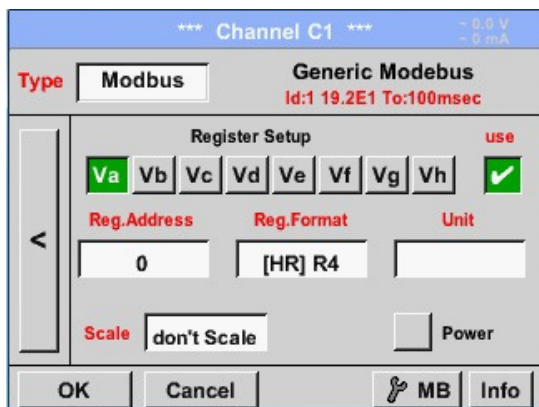 *** Channel C1 ***
~ 0.0 V
~ 0 mA
Type
Modbus
Generic Modebus
Id:1 19.2E1 To:100msec
Register Setup
use
Va Vb Vc Vd Ve Vf Vg Vh
<
Reg.Address
Reg.Format
Unit
0
[HR] R4
Scale
don't Scale
Power
OK
Cancel
MB
Info